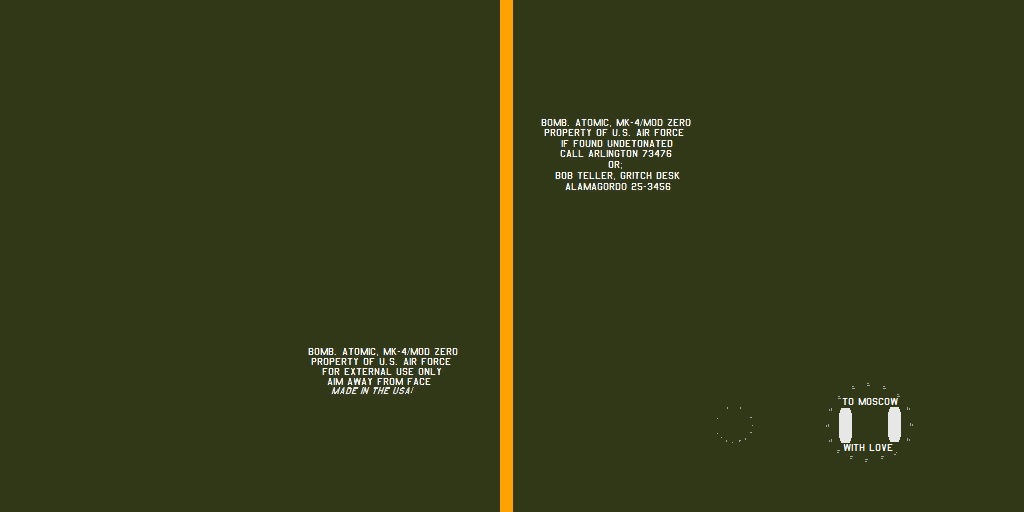 BOMB. ATOMIC, MK-4/MOD ZERO
PROPERTY OF U.S. AIR FORCE
IF FOUND UNDETONATED
CALL ARLINGTON 73476
OR;
BOB TELLER, GRITCH DESK
ALAMAGORDO 25-3456
BOMB. ATOMIC, MK-4/MOD ZERO
PROPERTY OF U.S. AIR FORCE
FOR EXTERNAL USE ONLY
AIM AWAY FROM FACE
MADE IN THE USA!
TO MOSCOW
WITH LOVE